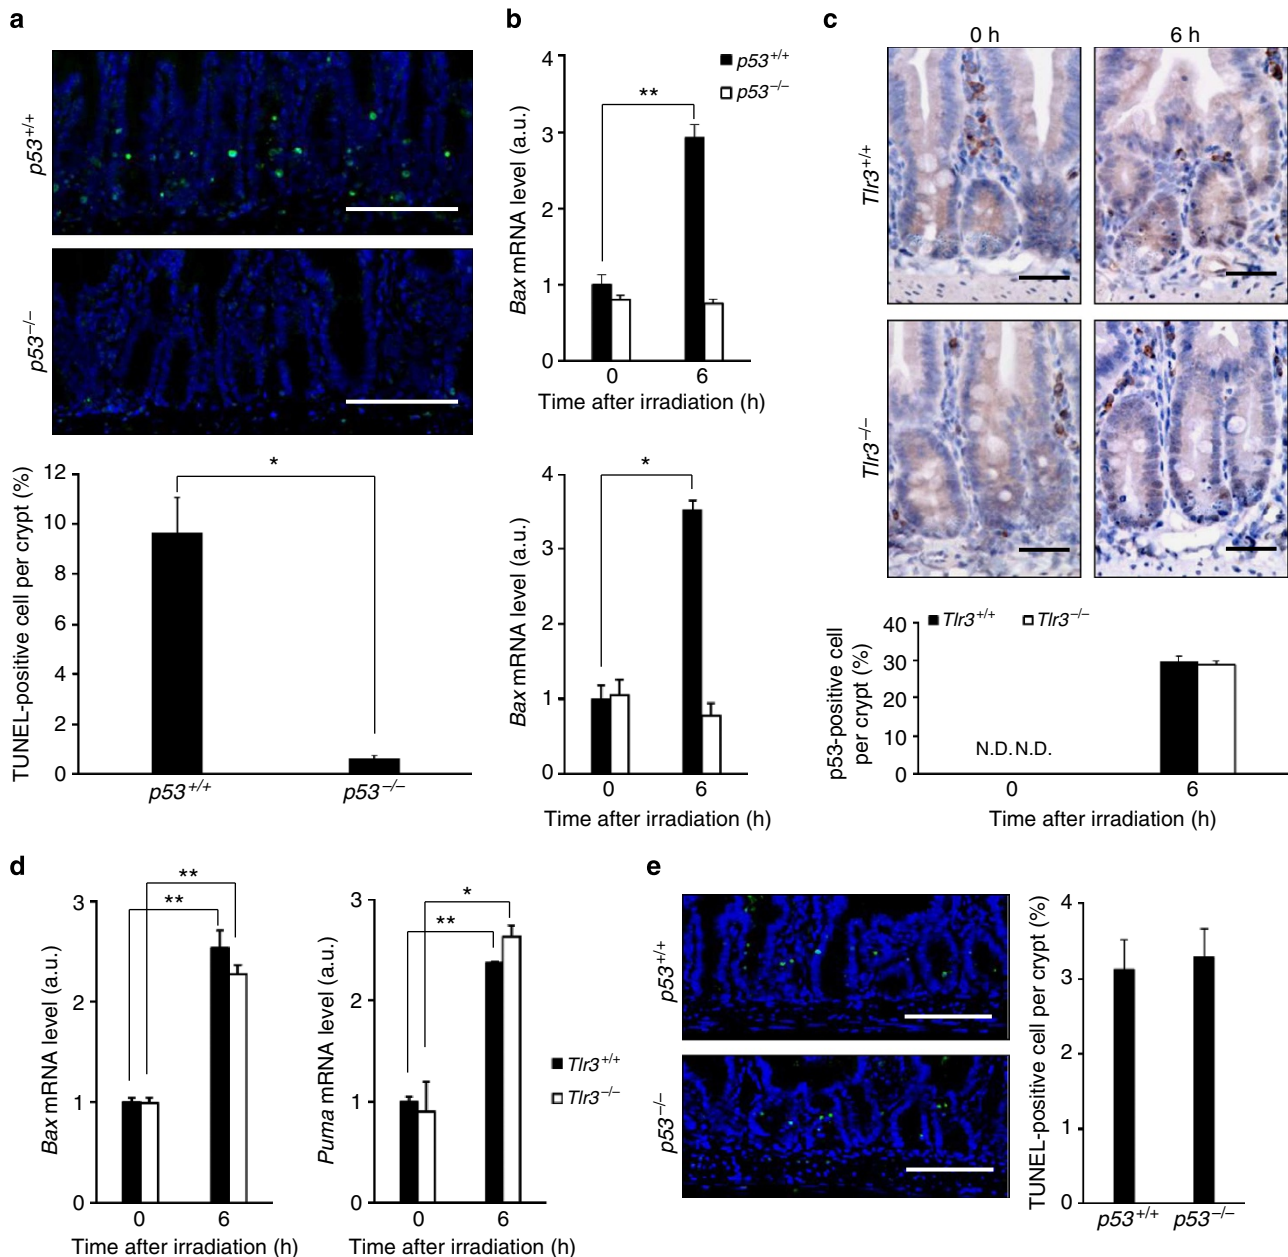 a
p53+/+
p53−/−
TUNEL-positive cell per crypt (%)
12
10
8
6
4
2
0
*
p53+/+
p53−/−
b
Bax mRNA level (a.u.)
4
3
2
1
0
**
p53+/+
p53−/−
0
6
Time after irradiation (h)
Bax mRNA level (a.u.)
4
3
2
1
0
*
0
6
Time after irradiation (h)
c
0 h
6 h
Tlr3+/+
Tlr3−/−
p53-positive cell
per crypt (%)
40
30
20
10
0
Tlr3+/+
Tlr3−/−
N.D. N.D.
0
6
Time after irradiation (h)
d
Bax mRNA level (a.u.)
3
2
1
0
**
**
0
6
Time after irradiation (h)
Puma mRNA level (a.u.)
3
2
1
0
*
**
0
6
Time after irradiation (h)
Tlr3+/+
Tlr3−/−
e
p53+/+
p53−/−
TUNEL-positive cell per crypt (%)
4
3
2
1
0
p53+/+
p53−/−